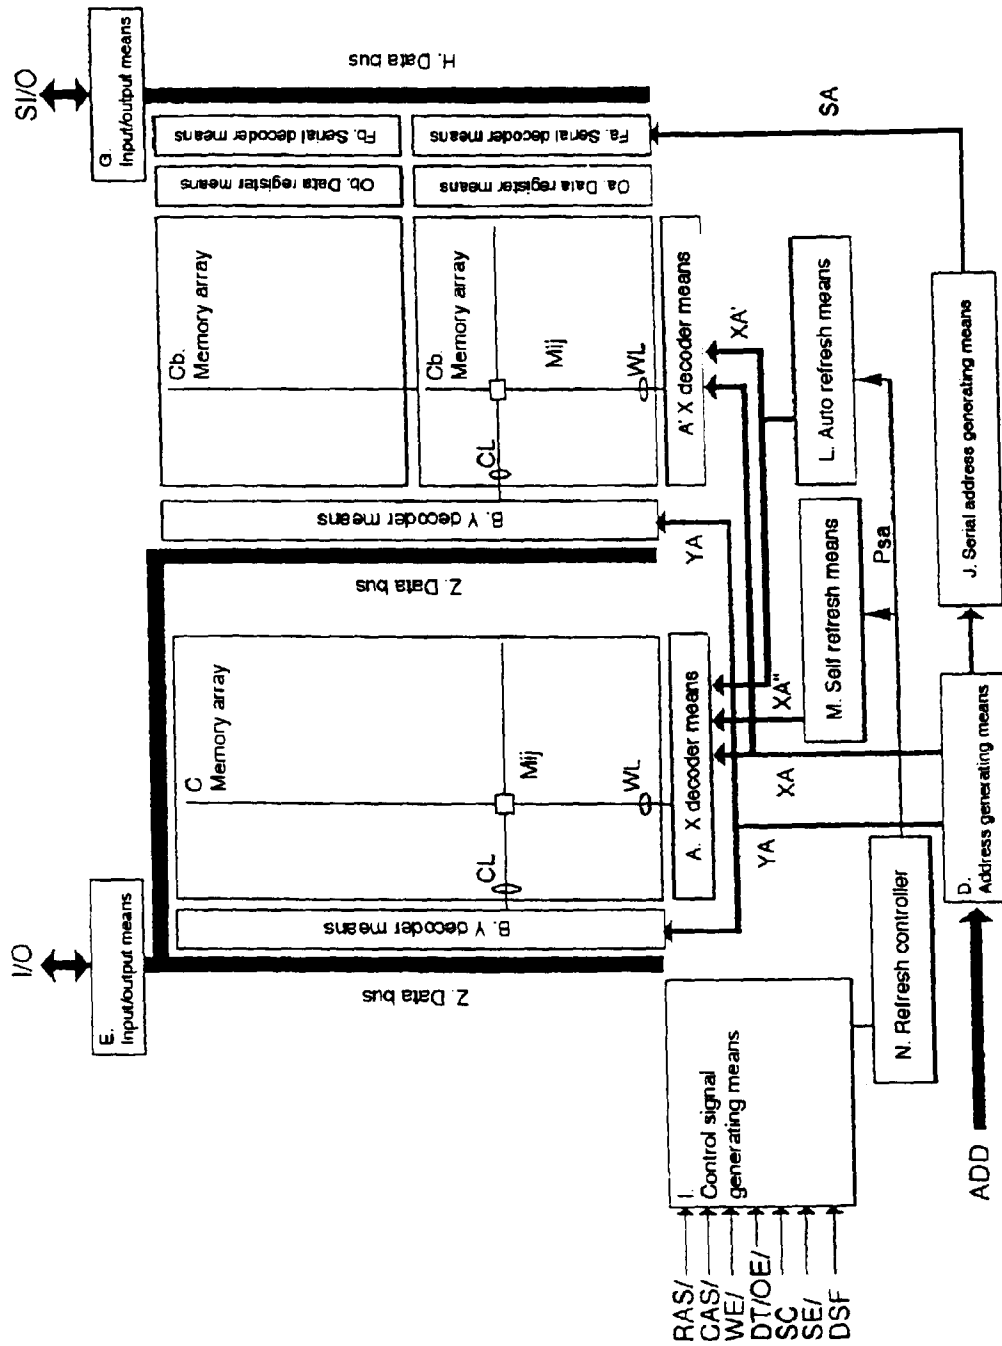 I/O
E.
Input/output means
SI/O
G.
Input/output means
Z. Data bus
B. Y decoder means
C
Memory array
CL
Mij
WL
A. X decoder means
Z. Data bus
B. Y decoder means
Cb.
Memory array
Cb.
Memory array
CL
Mij
WL
A' X decoder means
Ob. Data register means
Oa. Data register means
Fb. Serial decoder means
Fa. Serial decoder means
H. Data bus
YA
XA
XA"
YA
XA'
SA
I.
Control signal
generating means
RAS/
CAS/
WE/
DT/OE/
SC
SE/
DSF
N. Refresh controller
M. Self refresh means
L. Auto refresh means
Psa
ADD
D.
Address generating means
J. Serial address generating means